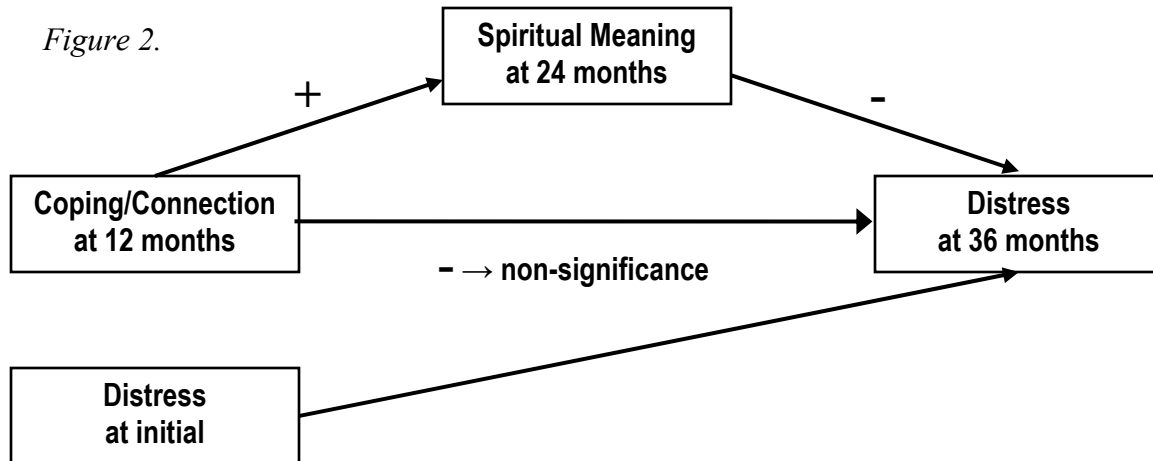 Figure 2.
Spiritual Meaning
at 24 months
+
-
Coping/Connection
at 12 months
Distress
at 36 months
- → non-significance
Distress
at initial